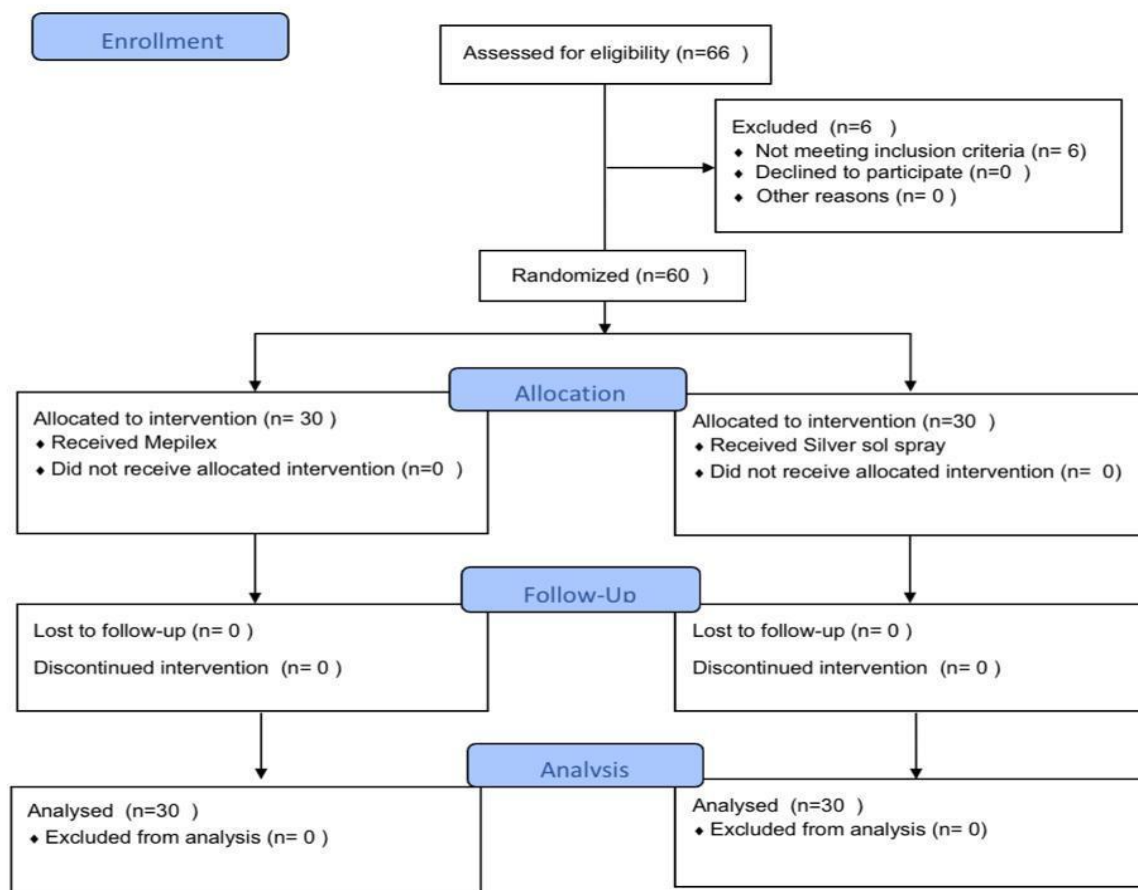 Enrollment
Assessed for eligibility (n=66  )
Excluded  (n=6   )
♦ Not meeting inclusion criteria (n= 6)
♦ Declined to participate (n=0  )
♦ Other reasons (n= 0 )
Randomized (n=60  )
Allocation
Allocated to intervention (n= 30 )
♦ Received Mepilex
♦ Did not receive allocated intervention (n=0  )
Allocated to intervention (n=30  )
♦ Received Silver sol spray
♦ Did not receive allocated intervention (n=  0)
Follow-Up
Lost to follow-up (n= 0 )
Discontinued intervention  (n= 0 )
Lost to follow-up (n= 0 )
Discontinued intervention  (n= 0 )
Analysis
Analysed  (n=30  )
♦ Excluded from analysis (n= 0 )
Analysed  (n=30  )
♦ Excluded from analysis (n= 0)